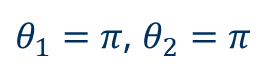 θ₁ = π, θ₂ = π